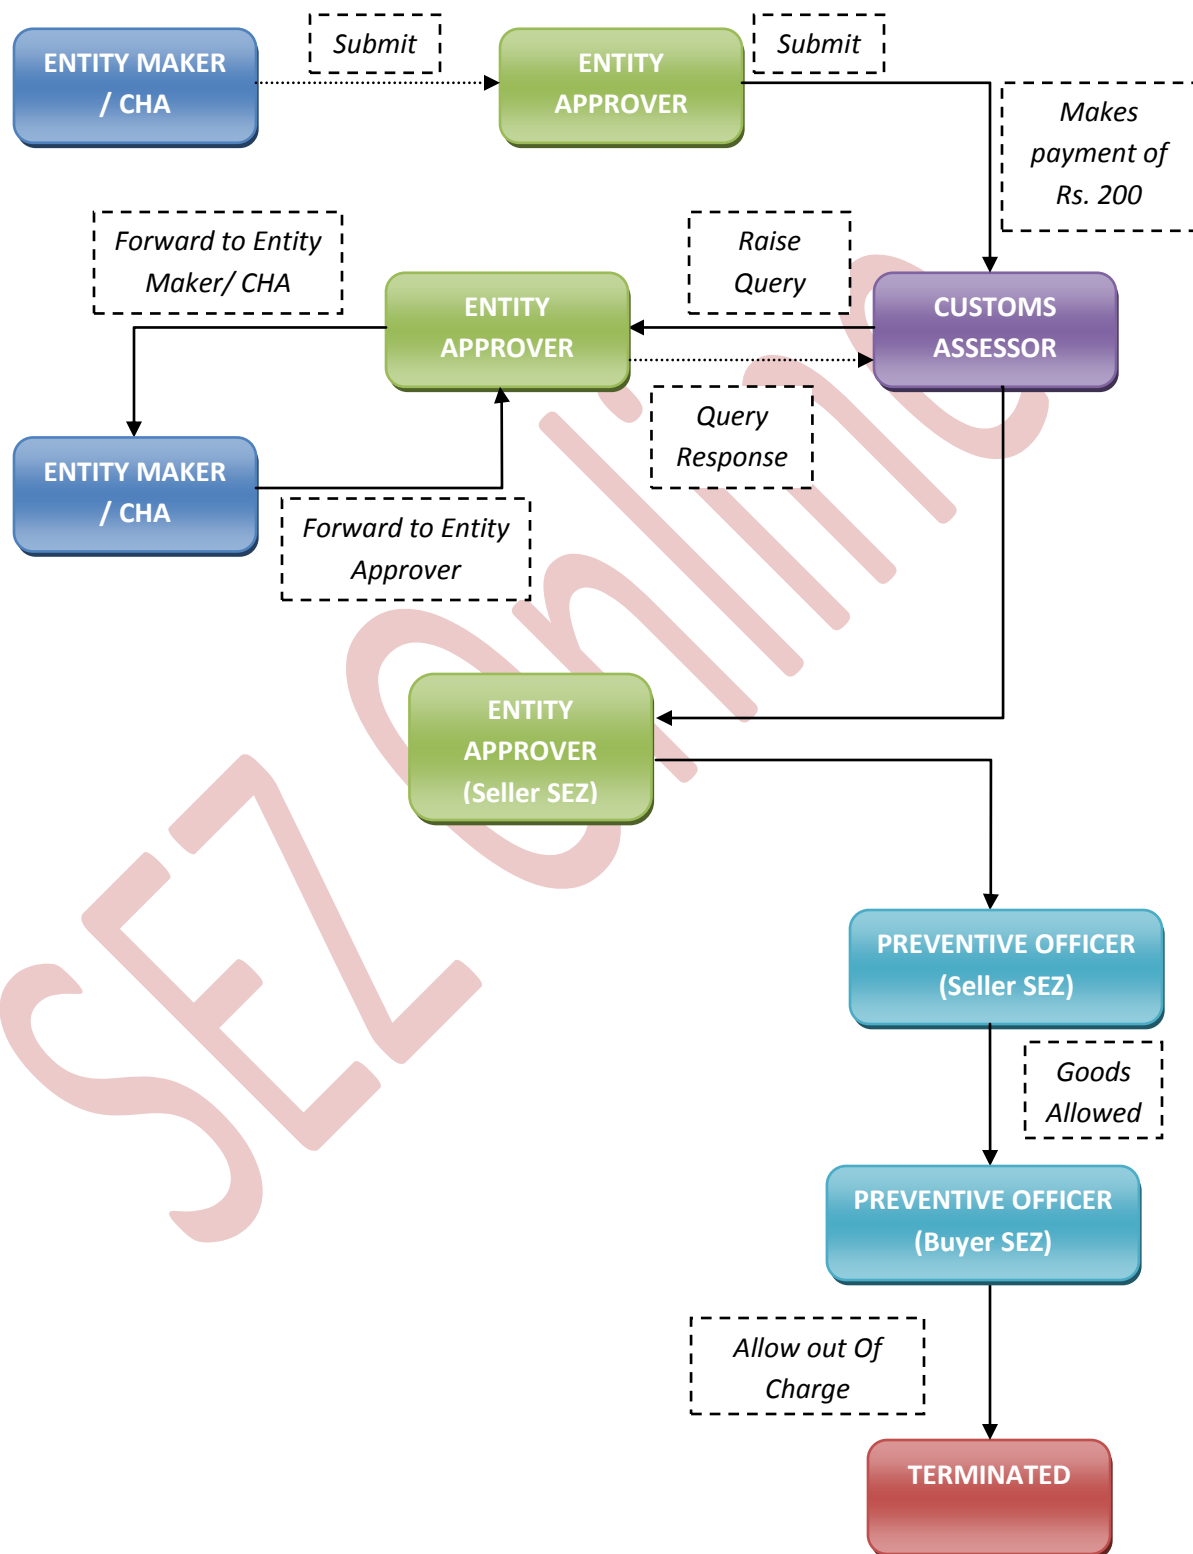 Submit
Submit
ENTITY MAKER
/ CHA
ENTITY
APPROVER
Makes
payment of
Rs. 200
Forward to Entity
Maker/ CHA
Raise
Query
ENTITY
APPROVER
CUSTOMS
ASSESSOR
Query
Response
ENTITY MAKER
/ CHA
Forward to Entity
Approver
ENTITY
APPROVER
(Seller SEZ)
PREVENTIVE OFFICER
(Seller SEZ)
Goods
Allowed
PREVENTIVE OFFICER
(Buyer SEZ)
Allow out Of
Charge
TERMINATED
SEZ Online